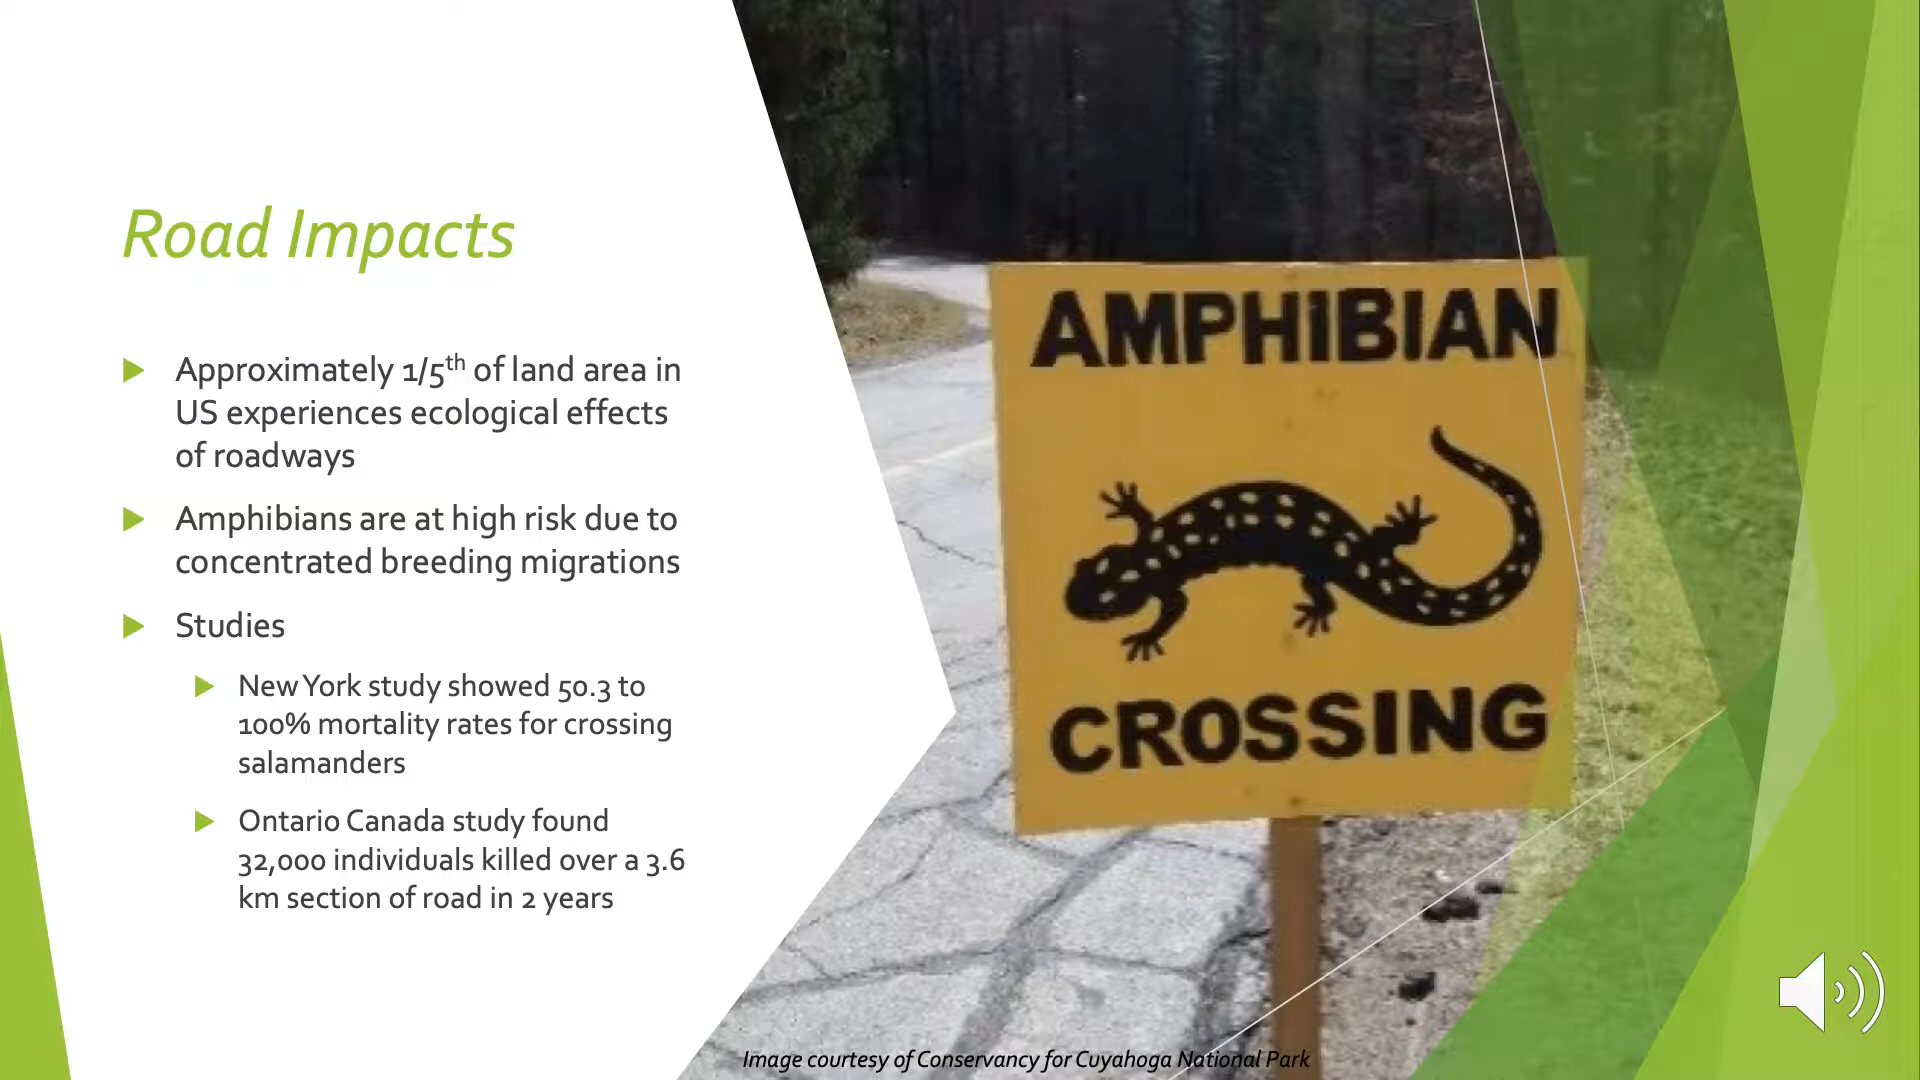 Road Impacts
Approximately 1/5th of land area in
US experiences ecological effects
of roadways
Amphibians are at high risk due to
concentrated breeding migrations
Studies
New York study showed 50.3 to
100% mortality rates for crossing
salamanders
Ontario Canada study found
32,000 individuals killed over a 3.6
km section of road in 2 years
AMPHIBIAN
CROSSING
Image courtesy of Conservancy for Cuyahoga National Park